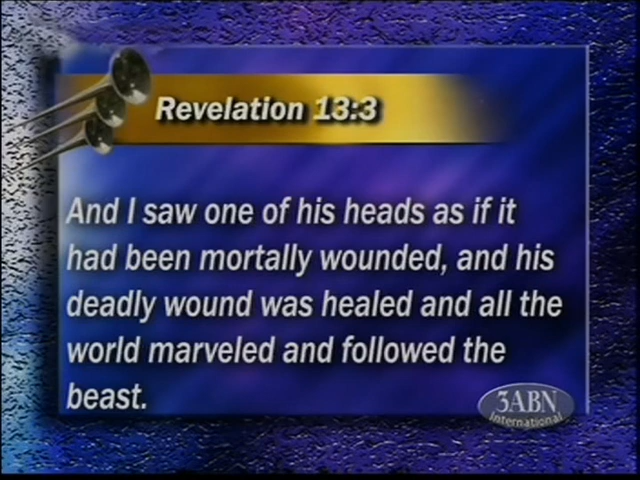 Revelation 13:3
And I saw one of his heads as if it
had been mortally wounded, and his
deadly wound was healed and all the
world marveled and followed the
beast.
3ABN
International